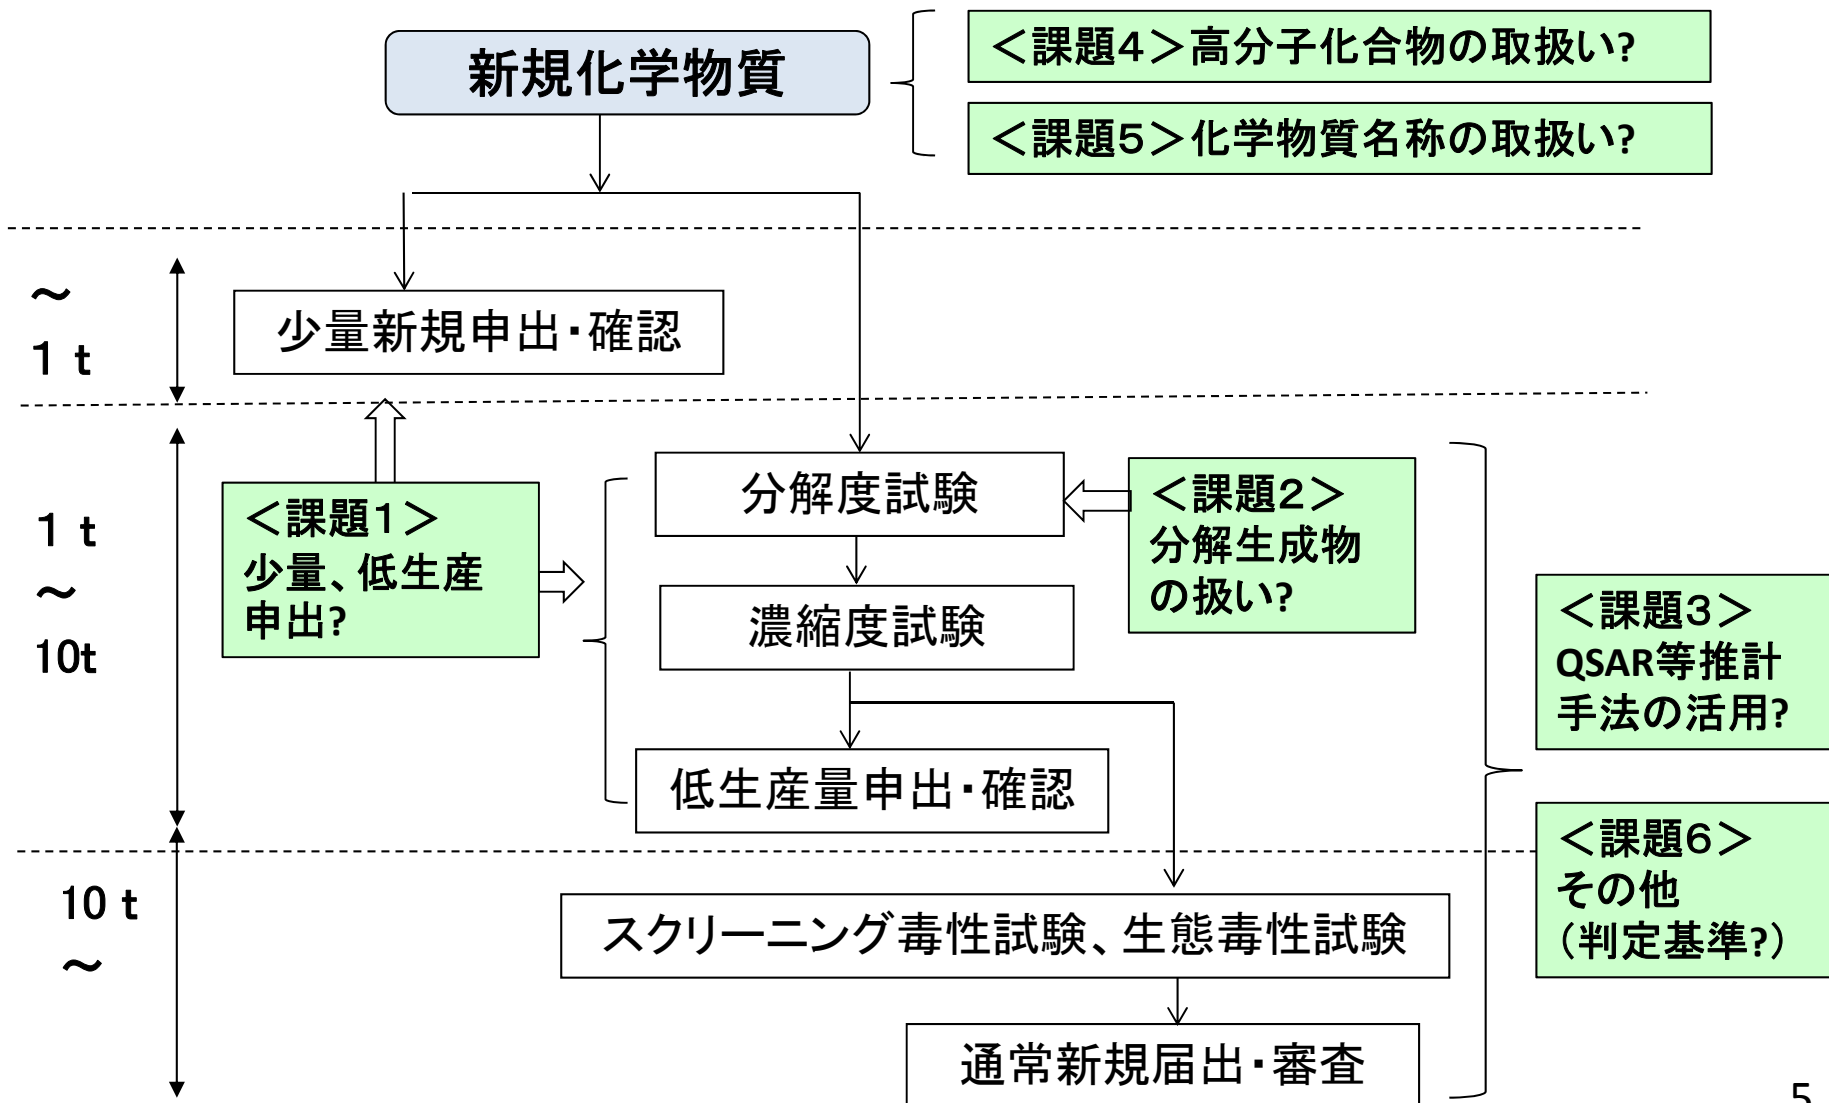 新規化学物質
＜課題４＞高分子化合物の取扱い?
＜課題５＞化学物質名称の取扱い?
～
１ t
少量新規申出・確認
１ t
～
10t
＜課題１＞
少量、低生産
申出?
分解度試験
＜課題２＞
分解生成物
の扱い?
濃縮度試験
＜課題３＞
QSAR等推計
手法の活用?
低生産量申出・確認
＜課題６＞
その他
（判定基準?）
10 t
～
スクリーニング毒性試験、生態毒性試験
通常新規届出・審査
5